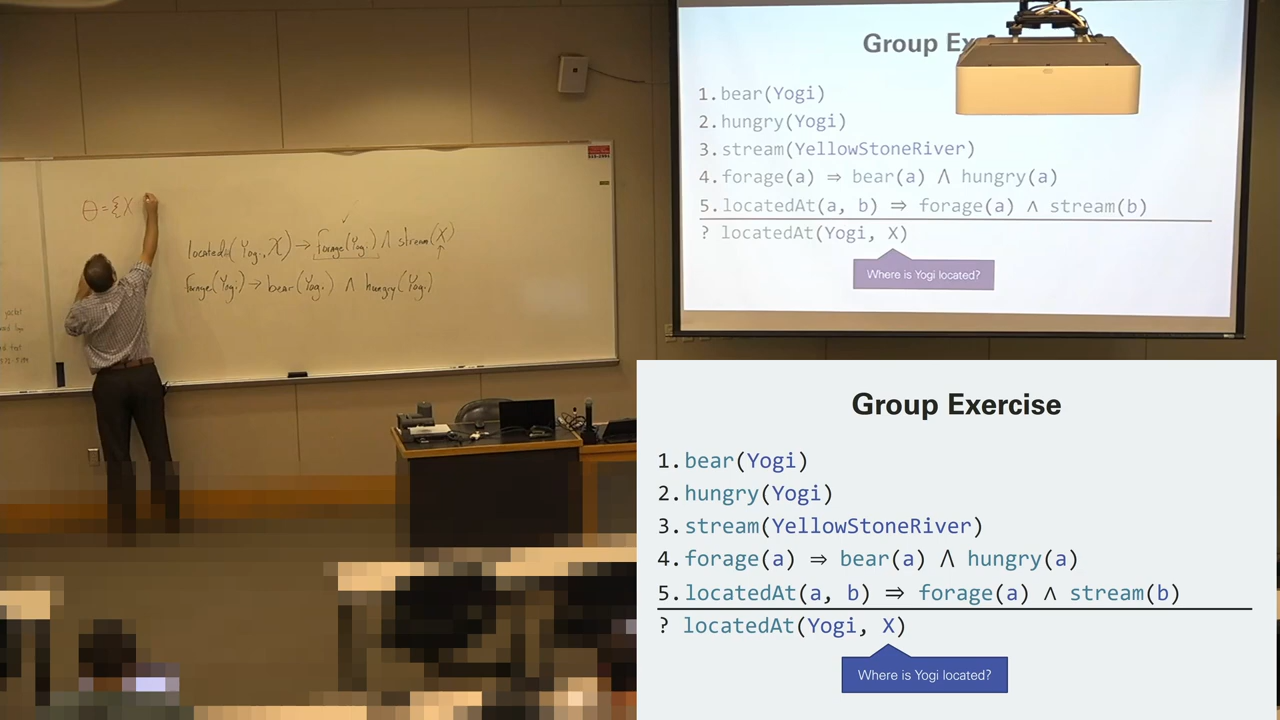 θ = {X
locatedAt(Yogi, X) → forage(Yogi) ∧ stream(X)
forage(Yogi) → bear(Yogi) ∧ hungry(Yogi)
Group Ex
1. bear(Yogi)
2. hungry(Yogi)
3. stream(YellowStoneRiver)
4. forage(a) ⇒ bear(a) ∧ hungry(a)
5. locatedAt(a, b) ⇒ forage(a) ∧ stream(b)
? locatedAt(Yogi, X)
Where is Yogi located?
Group Exercise
1. bear(Yogi)
2. hungry(Yogi)
3. stream(YellowStoneRiver)
4. forage(a) ⇒ bear(a) ∧ hungry(a)
5. locatedAt(a, b) ⇒ forage(a) ∧ stream(b)
? locatedAt(Yogi, X)
Where is Yogi located?